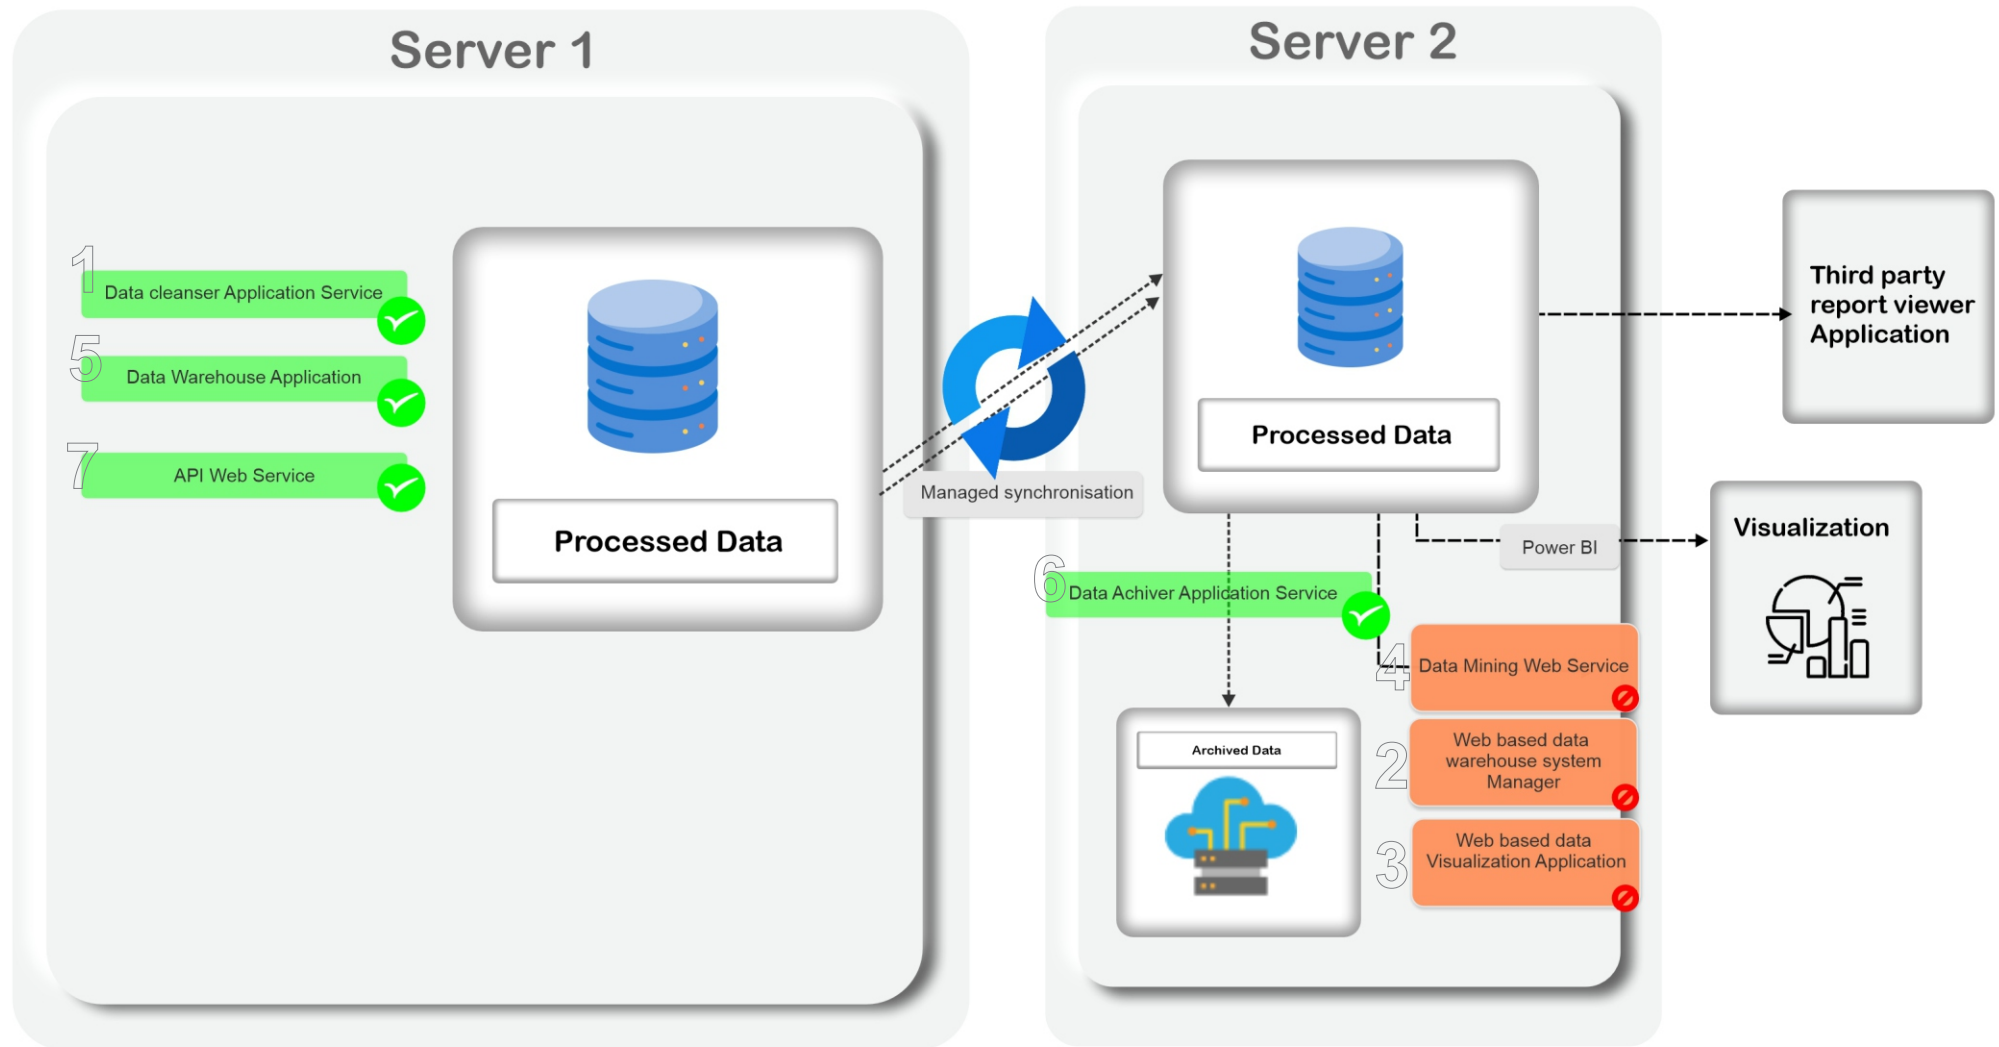 Server 1
1
Data cleanser Application Service
5
Data Warehouse Application
7
API Web Service
Processed Data
Managed synchronisation
Server 2
Processed Data
Third party
report viewer
Application
Power BI
Visualization
6
Data Achiver Application Service
4
Data Mining Web Service
Archived Data
2
Web based data
warehouse system
Manager
3
Web based data
Visualization Application